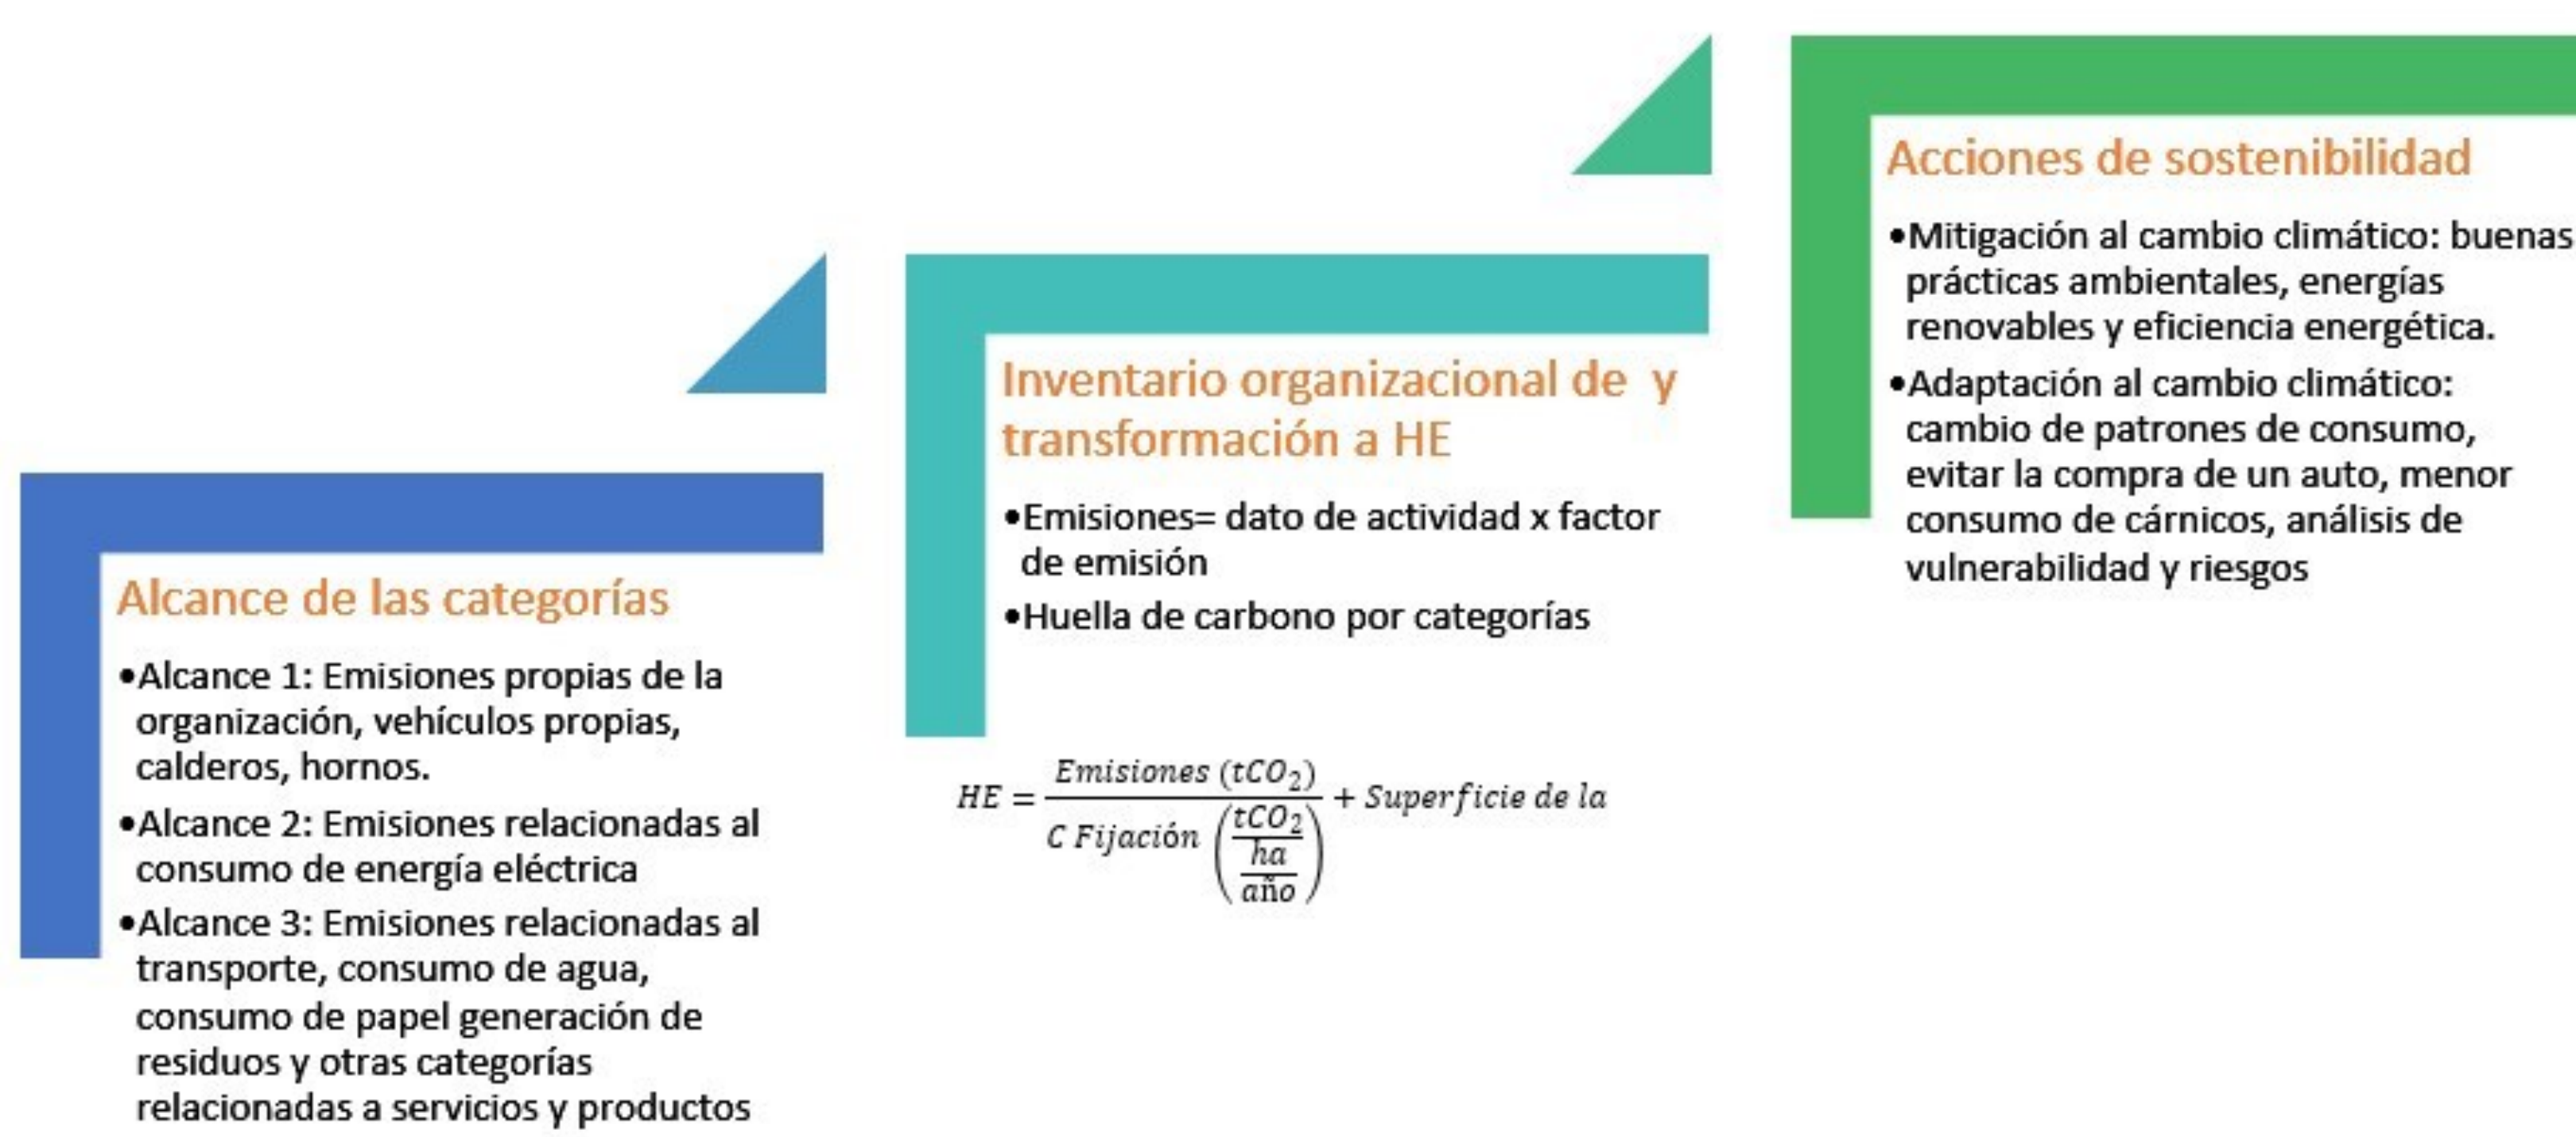 Alcance de las categorías
•Alcance 1: Emisiones propias de la
organización, vehículos propias,
calderos, hornos.
•Alcance 2: Emisiones relacionadas al
consumo de energía eléctrica
•Alcance 3: Emisiones relacionadas al
transporte, consumo de agua,
consumo de papel generación de
residuos y otras categorías
relacionadas a servicios y productos
Inventario organizacional de  y
transformación a HE
•Emisiones= dato de actividad x factor
de emisión
•Huella de carbono por categorías
HE = Emisiones (tCO₂) / C Fijación (tCO₂ / ha / año) + Superficie de la
Acciones de sostenibilidad
•Mitigación al cambio climático: buenas
prácticas ambientales, energías
renovables y eficiencia energética.
•Adaptación al cambio climático:
cambio de patrones de consumo,
evitar la compra de un auto, menor
consumo de cárnicos, análisis de
vulnerabilidad y riesgos